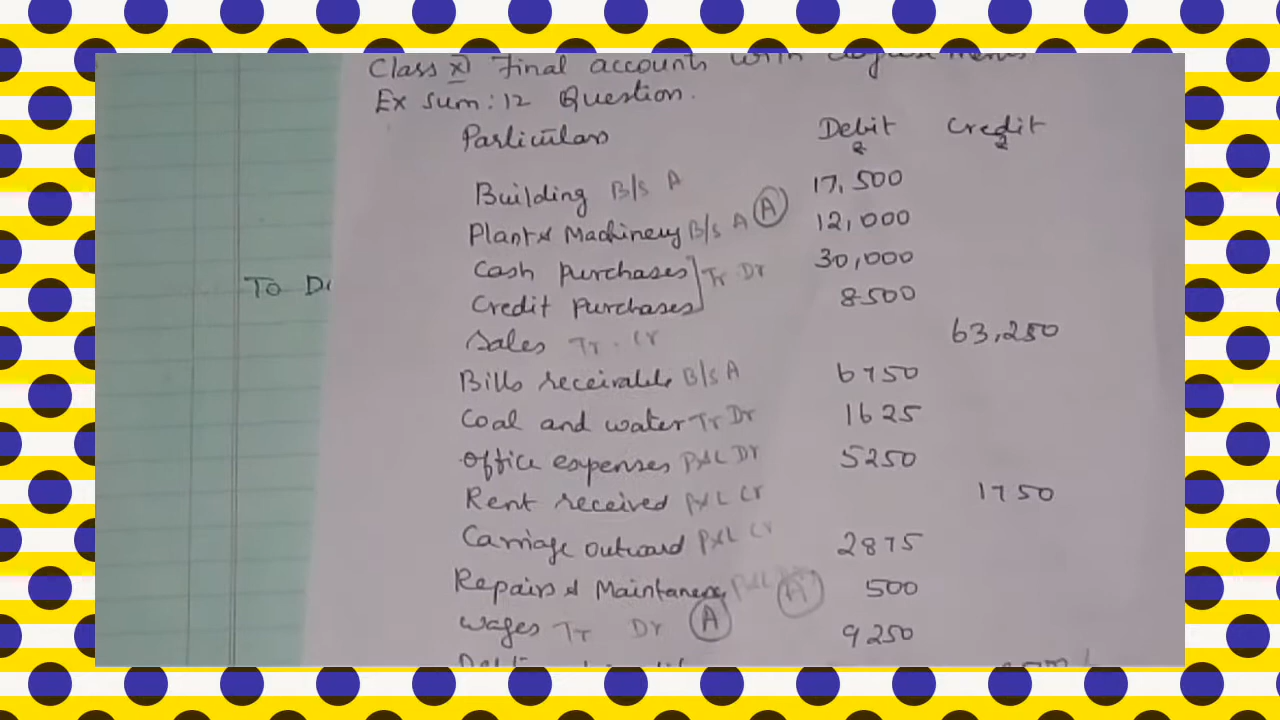 Class XI Final accounts with adjustments
Ex sum: 12 Question.
Particulars Debit Credit
Building B/S A 17,500
Plant & Machinery B/S A (A) 12,000
Cash purchases ] Tr Dr 30,000
Credit purchases 8500
Sales Tr. Cr 63,250
Bills receivable B/S A 6750
Coal and water Tr Dr 1625
Office expenses P&L Dr 5250
To
Rent received P&L Cr 1750
Carriage outward P&L Cr 2875
Repairs & Maintanency P&L (A) 500
Wages Tr Dr (A) 9250